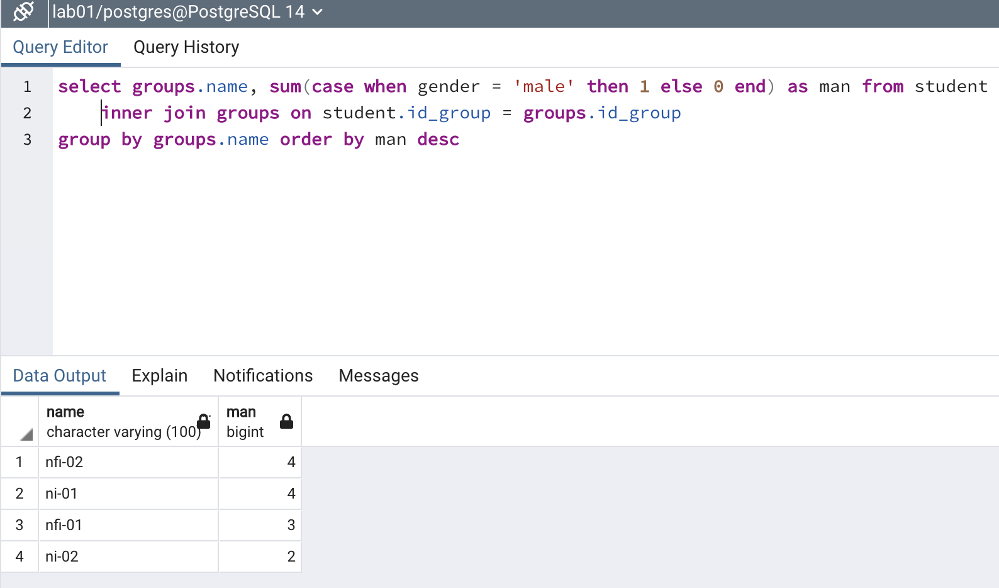 lab01/postgres@PostgreSQL 14
Query Editor Query History
1 select groups.name, sum(case when gender = 'male' then 1 else 0 end) as man from student
2 inner join groups on student.id_group = groups.id_group
3 group by groups.name order by man desc
Data Output Explain Notifications Messages
name man
character varying (100) bigint
1 nfi-02 4
2 ni-01 4
3 nfi-01 3
4 ni-02 2